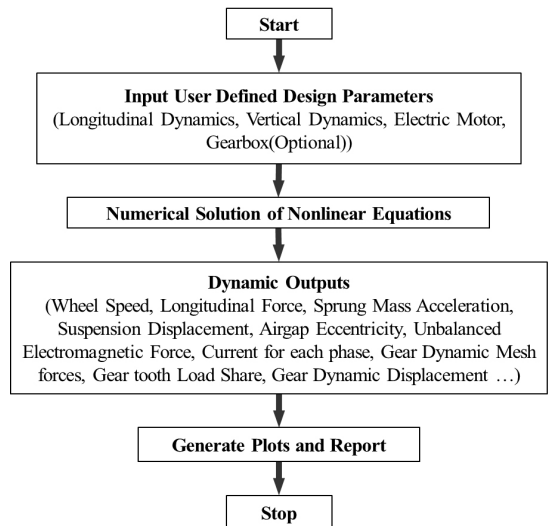 Start
Input User Defined Design Parameters
(Longitudinal Dynamics, Vertical Dynamics, Electric Motor,
Gearbox(Optional))
Numerical Solution of Nonlinear Equations
Dynamic Outputs
(Wheel Speed, Longitudinal Force, Sprung Mass Acceleration,
Suspension Displacement, Airgap Eccentricity, Unbalanced
Electromagnetic Force, Current for each phase, Gear Dynamic Mesh
forces, Gear tooth Load Share, Gear Dynamic Displacement …)
Generate Plots and Report
Stop